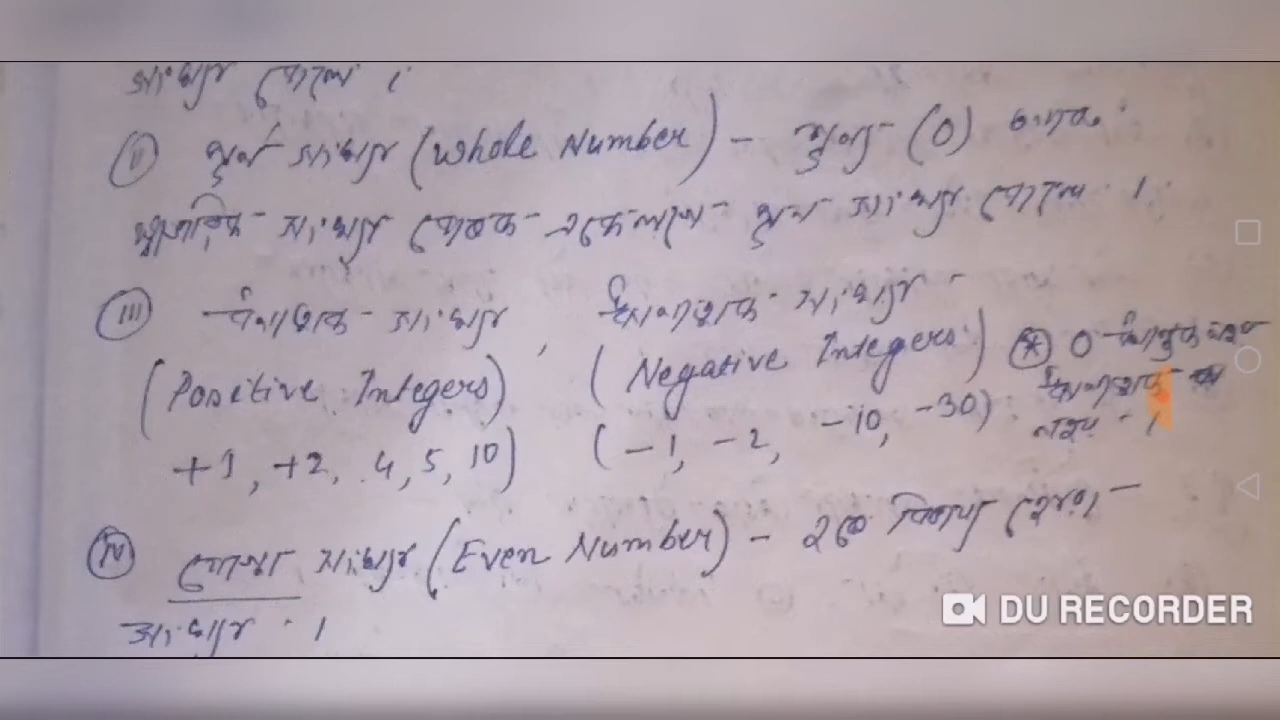 সংখ্যা বোলে।
(ii) পূৰ্ণ সংখ্যা (Whole Number) – শূন্য (0) আৰু
স্বাভাৱিক সংখ্যা বোৰক একেলগে পূৰ্ণ সংখ্যা বোলে।
(iii) ধনাত্মক সংখ্যা, ঋণাত্মক সংখ্যা
(Positive Integers) (Negative Integers)
+1, +2, 4, 5, 10) (-1, -2, -10, -30)
* 0 ধনাত্মক নহয়
ঋণাত্মক
নহয়।
(iv) যোগ্ম সংখ্যা (Even Number) – 2ৰে বিভাজ্য হোৱা
সংখ্যা।
DU RECORDER